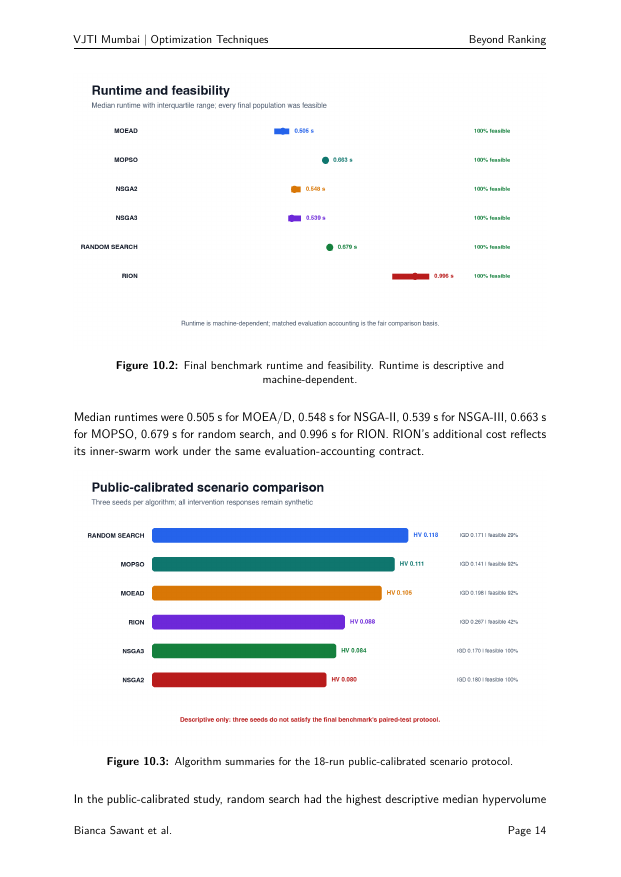 VJTI Mumbai | Optimization Techniques Beyond Ranking
Runtime and feasibility
Median runtime with interquartile range; every final population was feasible
MOEAD 0.505 s 100% feasible
MOPSO 0.663 s 100% feasible
NSGA2 0.548 s 100% feasible
NSGA3 0.539 s 100% feasible
RANDOM SEARCH 0.679 s 100% feasible
RION 0.996 s 100% feasible
Runtime is machine-dependent; matched evaluation accounting is the fair comparison basis.
Figure 10.2: Final benchmark runtime and feasibility. Runtime is descriptive and
machine-dependent.
Median runtimes were 0.505 s for MOEA/D, 0.548 s for NSGA-II, 0.539 s for NSGA-III, 0.663 s
for MOPSO, 0.679 s for random search, and 0.996 s for RION. RION's additional cost reflects
its inner-swarm work under the same evaluation-accounting contract.
Public-calibrated scenario comparison
Three seeds per algorithm; all intervention responses remain synthetic
RANDOM SEARCH HV 0.118 IGD 0.171 | feasible 29%
MOPSO HV 0.111 IGD 0.141 | feasible 92%
MOEAD HV 0.105 IGD 0.198 | feasible 92%
RION HV 0.088 IGD 0.267 | feasible 42%
NSGA3 HV 0.084 IGD 0.170 | feasible 100%
NSGA2 HV 0.080 IGD 0.180 | feasible 100%
Descriptive only: three seeds do not satisfy the final benchmark's paired-test protocol.
Figure 10.3: Algorithm summaries for the 18-run public-calibrated scenario protocol.
In the public-calibrated study, random search had the highest descriptive median hypervolume
Bianca Sawant et al. Page 14